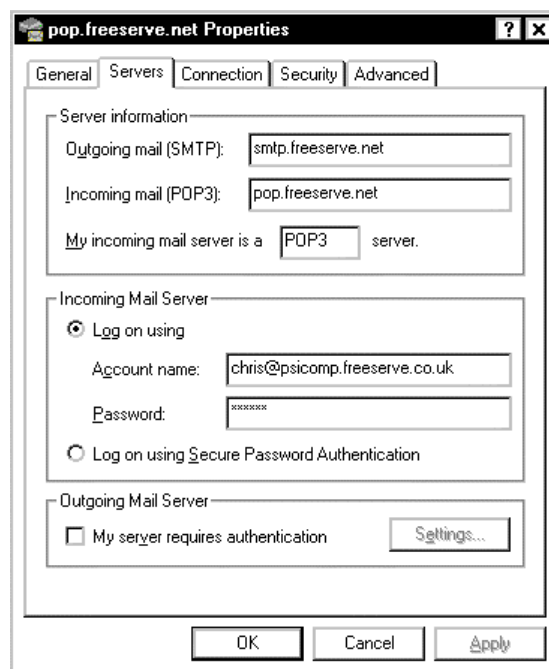 pop.freeserve.net Properties
General Servers Connection Security Advanced
Server information
Outgoing mail (SMTP): smtp.freeserve.net
Incoming mail (POP3): pop.freeserve.net
My incoming mail server is a POP3 server.
Incoming Mail Server
Log on using
Account name: chris@psicomp.freeserve.co.uk
Password: ××××××
Log on using Secure Password Authentication
Outgoing Mail Server
My server requires authentication Settings...
OK Cancel Apply